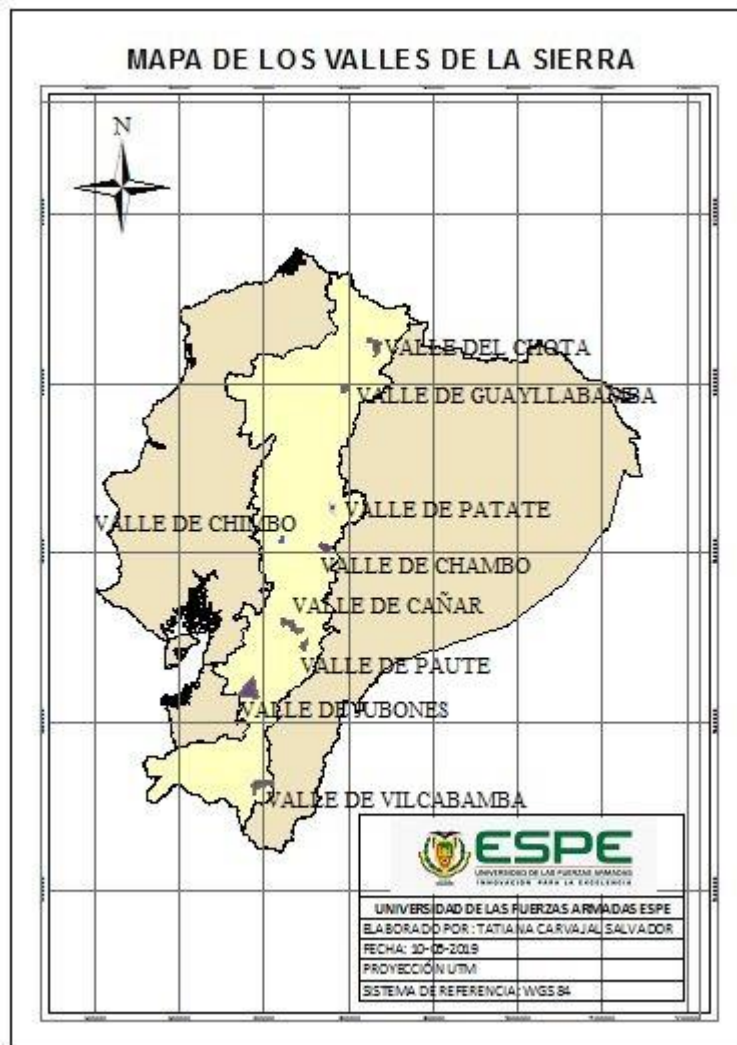 MAPA DE LOS VALLES DE LA SIERRA
N
VALLE DEL CHOTA
VALLE DE GUAYLLABAMBA
VALLE DE PATATE
VALLE DE CHIMBO
VALLE DE CHAMBO
VALLE DE CAÑAR
VALLE DE PAUTE
VALLE DE JUBONES
VALLE DE VILCABAMBA
ESPE
UNIVERSIDAD DE LAS FUERZAS ARMADAS
INNOVACIÓN PARA LA EXCELENCIA
UNIVERSIDAD DE LAS FUERZAS ARMADAS ESPE
ELABORADO POR: TATIANA CARVAJAL SALVADOR
FECHA: 10-05-2019
PROYECCIÓN UTM
SISTEMA DE REFERENCIA: WGS 84